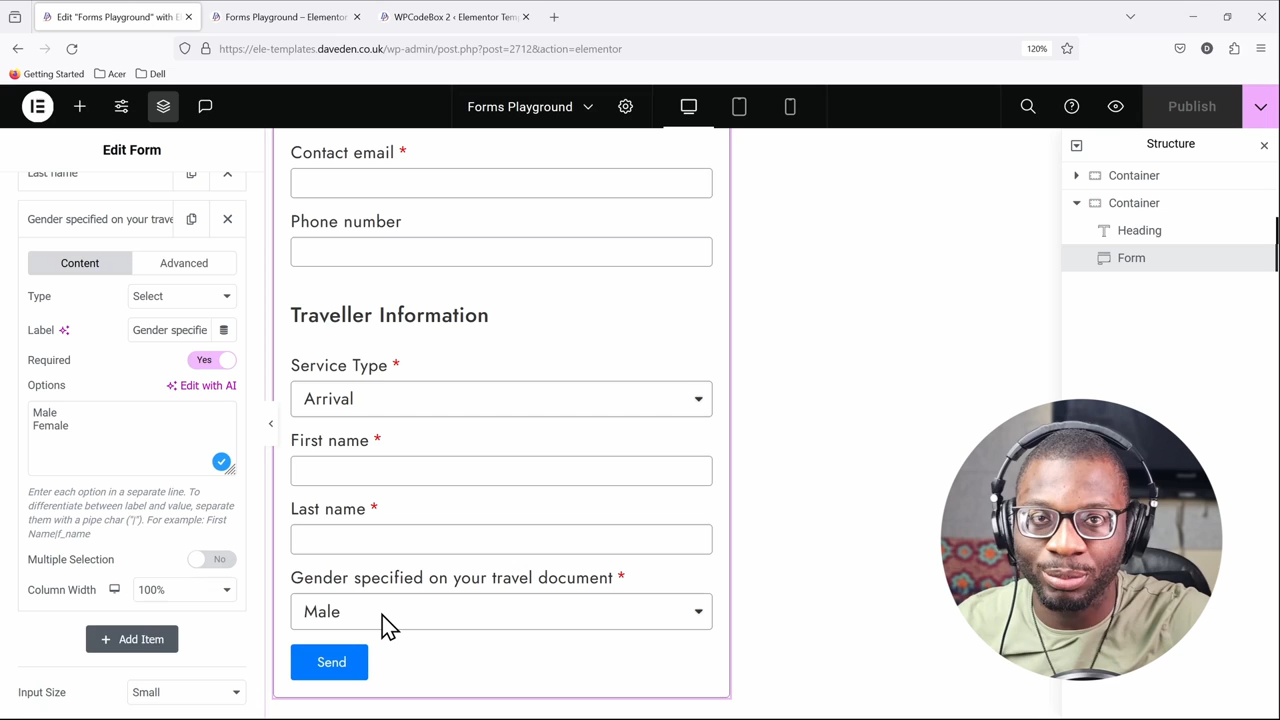 Edit "Forms Playground" with E
Forms Playground – Elementor
WPCodeBox 2 ‹ Elementor Tem
https://ele-templates.daveden.co.uk/wp-admin/post.php?post=2712&action=elementor
120%
D
Getting Started
Acer
Dell
Forms Playground
Publish
Edit Form
Last name
Gender specified on your trave
Content
Advanced
Type
Select
Label
Gender specifie
Required
Yes
Options
Edit with AI
Male
Female
Enter each option in a separate line. To
differentiate between label and value, separate
them with a pipe char ("|"). For example: First
Name|f_name
Multiple Selection
No
Column Width
100%
+ Add Item
Input Size
Small
Contact email *
Phone number
Traveller Information
Service Type *
Arrival
First name *
Last name *
Gender specified on your travel document *
Male
Send
Structure
Container
Container
Heading
Form